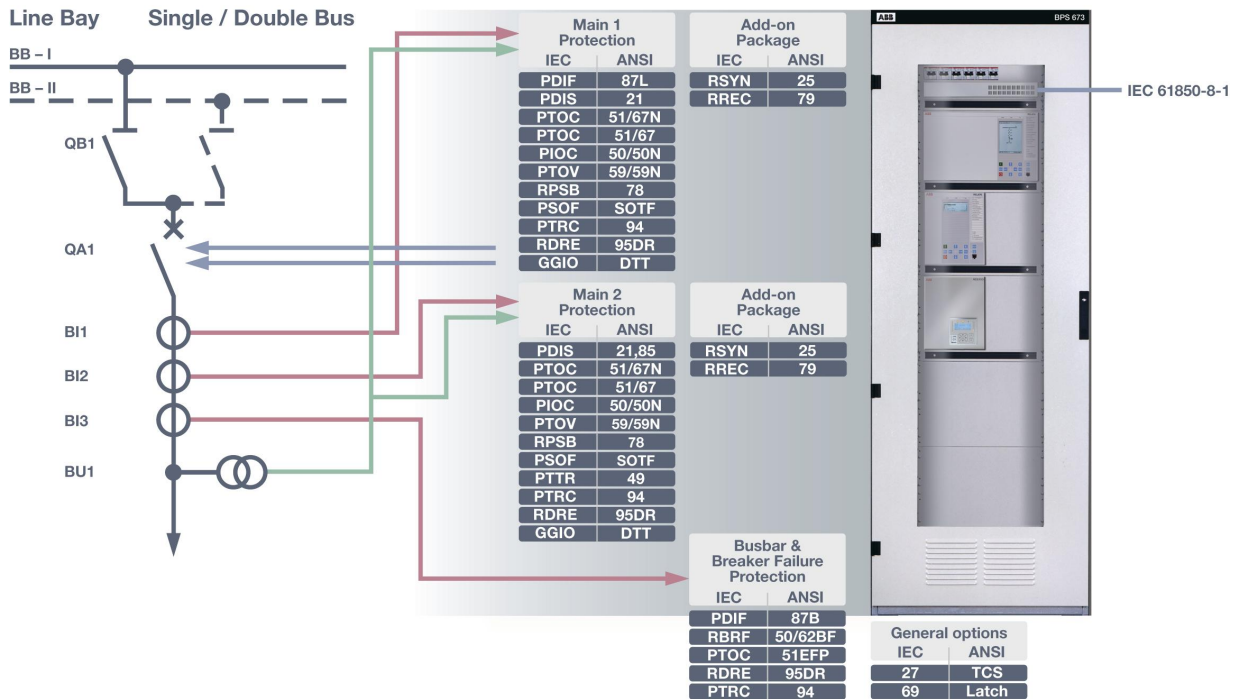 Line Bay Single / Double Bus
BB – I
BB – II
QB1
QA1
BI1
BI2
BI3
BU1
Main 1
Protection
IEC ANSI
PDIF 87L
PDIS 21
PTOC 51/67N
PTOC 51/67
PIOC 50/50N
PTOV 59/59N
RPSB 78
PSOF SOTF
PTRC 94
RDRE 95DR
GGIO DTT
Add-on
Package
IEC ANSI
RSYN 25
RREC 79
Main 2
Protection
IEC ANSI
PDIS 21,85
PTOC 51/67N
PTOC 51/67
PIOC 50/50N
PTOV 59/59N
RPSB 78
PSOF SOTF
PTTR 49
PTRC 94
RDRE 95DR
GGIO DTT
Add-on
Package
IEC ANSI
RSYN 25
RREC 79
Busbar &
Breaker Failure
Protection
IEC ANSI
PDIF 87B
RBRF 50/62BF
PTOC 51EFP
RDRE 95DR
PTRC 94
ABB BPS 673
IEC 61850-8-1
General options
IEC ANSI
27 TCS
69 Latch